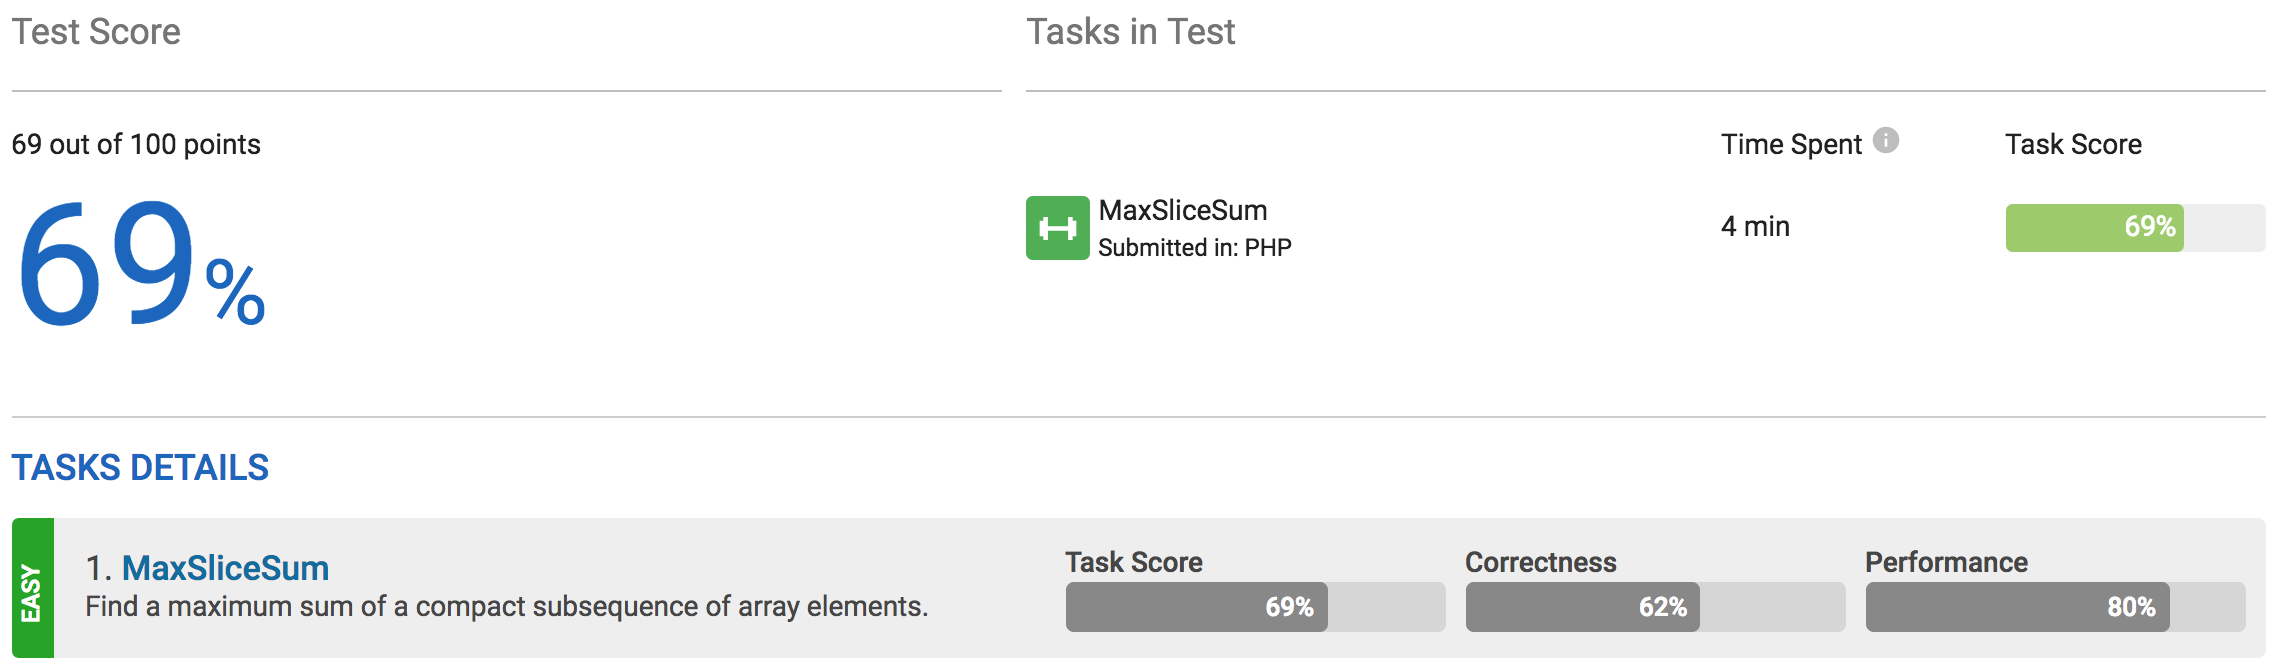 Test Score
69 out of 100 points
69%
Tasks in Test
Time Spent i
Task Score
MaxSliceSum
Submitted in: PHP
4 min
69%
TASKS DETAILS
EASY
1. MaxSliceSum
Find a maximum sum of a compact subsequence of array elements.
Task Score
69%
Correctness
62%
Performance
80%